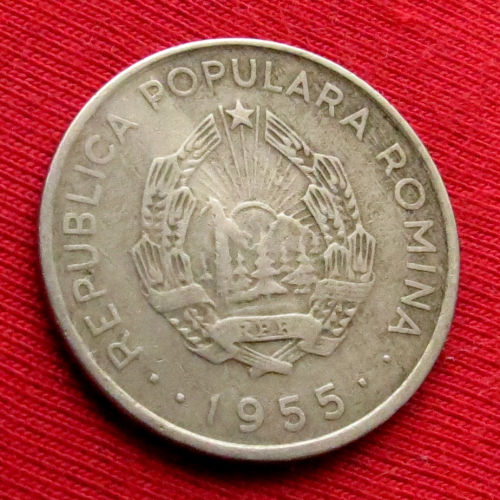 REPUBLICA POPULARA ROMINA
RPR
· · 1955 · ·